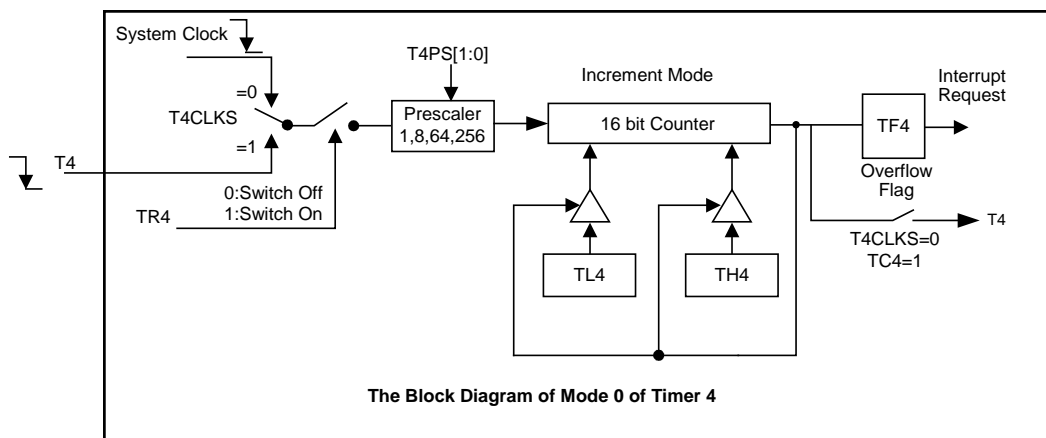 System Clock
T4PS[1:0]
Increment Mode
Interrupt
Request
=0
T4CLKS
Prescaler
1,8,64,256
16 bit Counter
TF4
=1
T4
Overflow
Flag
0:Switch Off
1:Switch On
TR4
T4
T4CLKS=0
TC4=1
TL4
TH4
The Block Diagram of Mode 0 of Timer 4